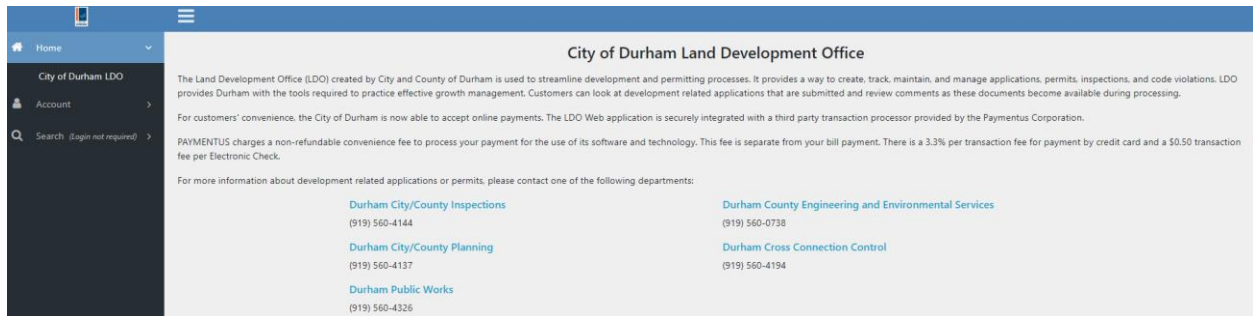 Home
City of Durham LDO
Account
Search (Login not required)
City of Durham Land Development Office
The Land Development Office (LDO) created by City and County of Durham is used to streamline development and permitting processes. It provides a way to create, track, maintain, and manage applications, permits, inspections, and code violations. LDO
provides Durham with the tools required to practice effective growth management. Customers can look at development related applications that are submitted and review comments as these documents become available during processing.
For customers' convenience, the City of Durham is now able to accept online payments. The LDO Web application is securely integrated with a third party transaction processor provided by the Paymentus Corporation.
PAYMENTUS charges a non-refundable convenience fee to process your payment for the use of its software and technology. This fee is separate from your bill payment. There is a 3.3% per transaction fee for payment by credit card and a $0.50 transaction
fee per Electronic Check.
For more information about development related applications or permits, please contact one of the following departments:
Durham City/County Inspections
(919) 560-4144
Durham City/County Planning
(919) 560-4137
Durham Public Works
(919) 560-4326
Durham County Engineering and Environmental Services
(919) 560-0738
Durham Cross Connection Control
(919) 560-4194